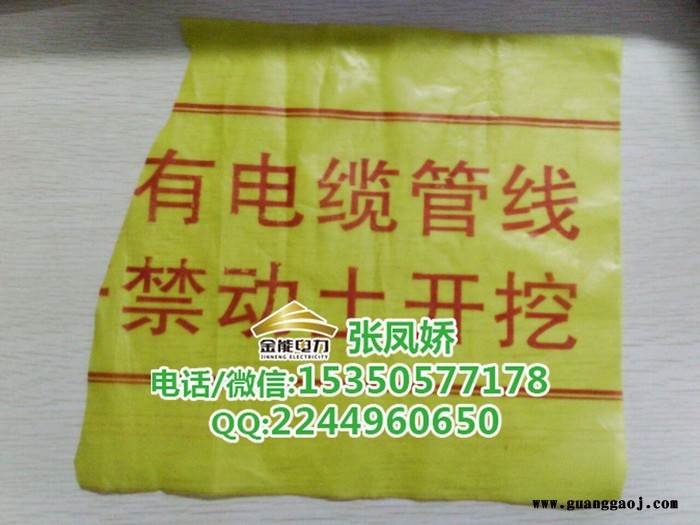 有电缆管线
禁动土开挖
金能电力
JINNENG ELECTRICITY
张凤娇
电话/微信:15350577178
QQ:2244960650
www.guanggaoj.com